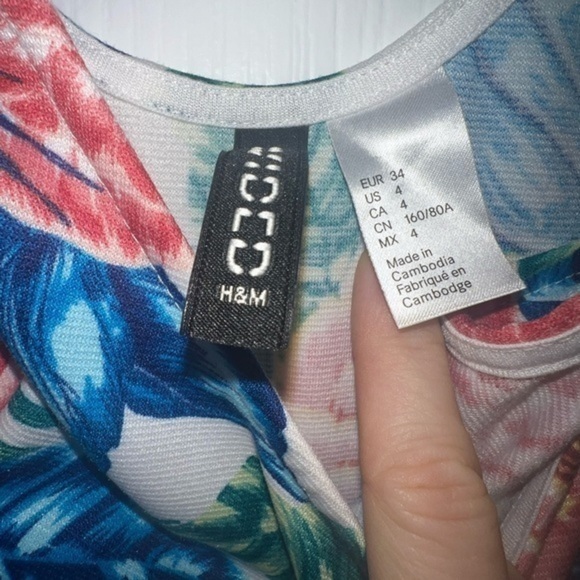 H&M
EUR 34
US 4
CA 4
CN 160/80A
MX 4
Made in
Cambodia
Fabriqué en
Cambodge